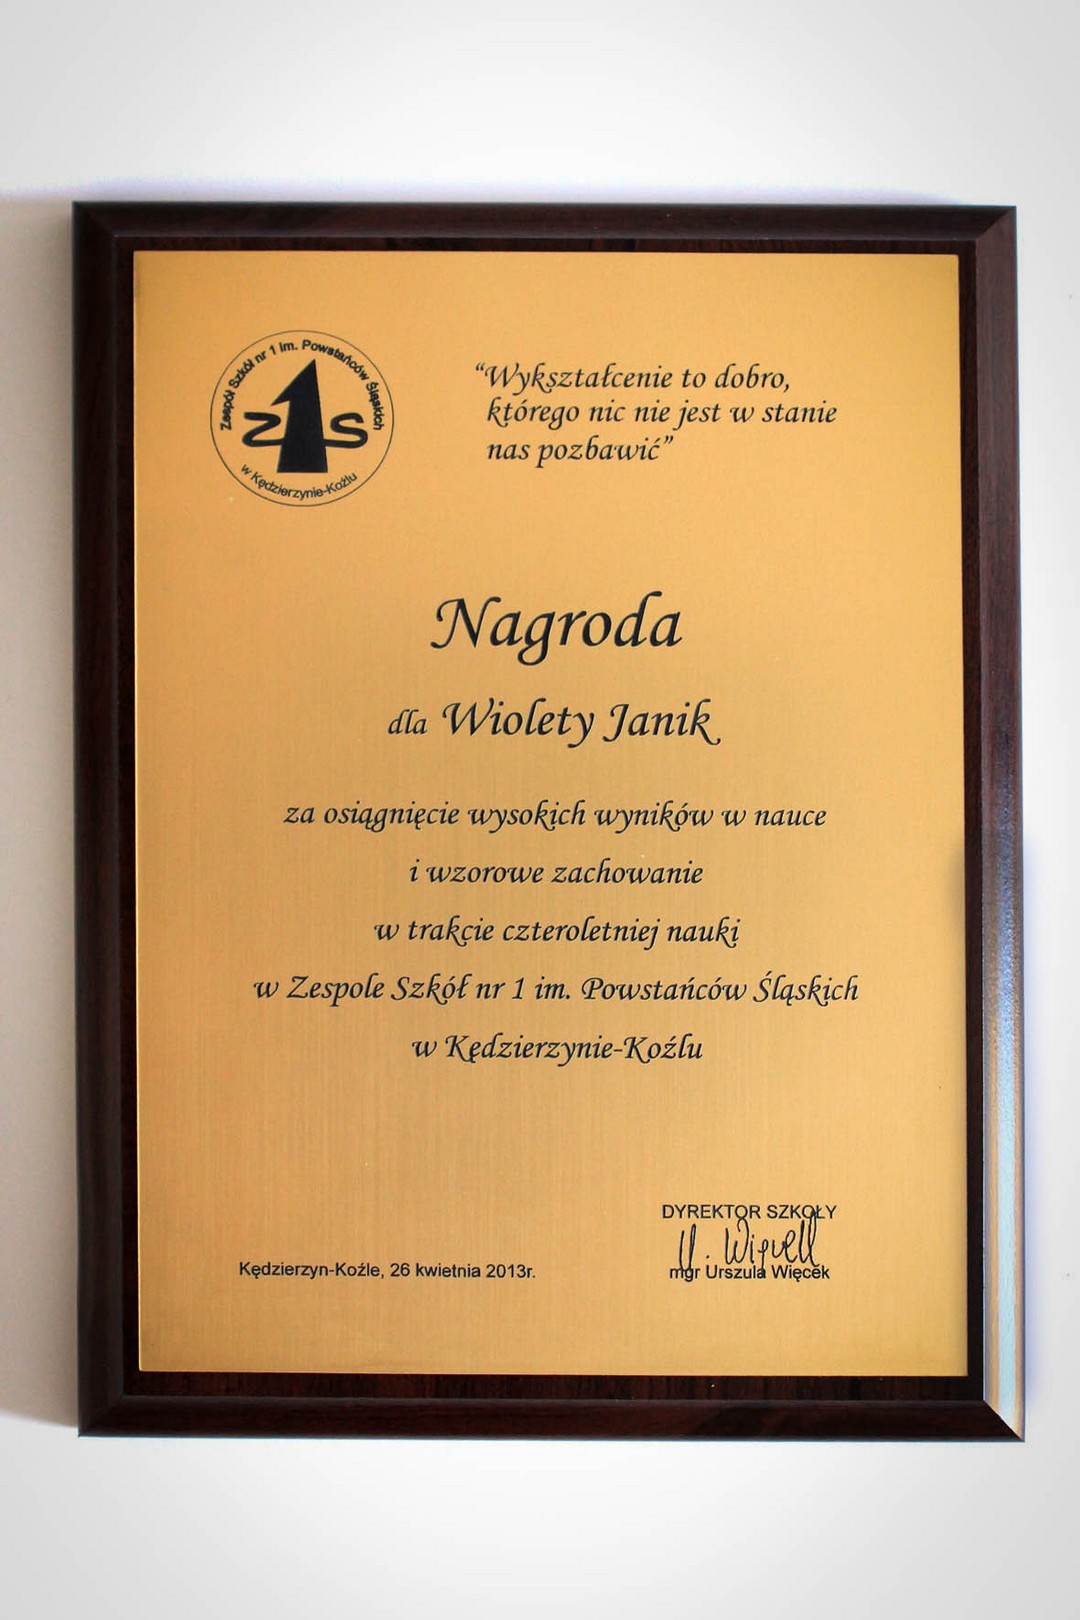 Zespół Szkół nr 1 im. Powstańców Śląskich
ZS
w Kędzierzynie-Koźlu
"Wykształcenie to dobro,
którego nic nie jest w stanie
nas pozbawić"
Nagroda
dla Wiolety Janik
za osiągnięcie wysokich wyników w nauce
i wzorowe zachowanie
w trakcie czteroletniej nauki
w Zespole Szkół nr 1 im. Powstańców Śląskich
w Kędzierzynie-Koźlu
DYREKTOR SZKOŁY
mgr Urszula Więcek
Kędzierzyn-Koźle, 26 kwietnia 2013r.